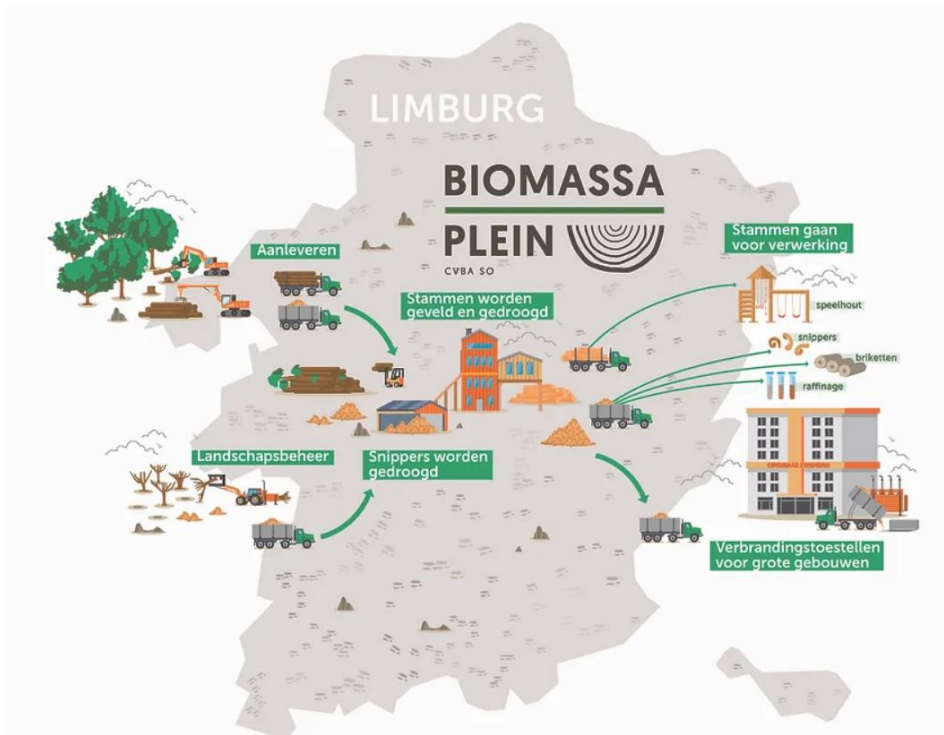 LIMBURG
BIOMASSA
PLEIN
CVBA SO
Aanleveren
Stammen worden
geveld en gedroogd
Stammen gaan
voor verwerking
speelhout
snippers
briketten
raffinage
Landschapsbeheer
Snippers worden
gedroogd
Verbrandingstoestellen
voor grote gebouwen